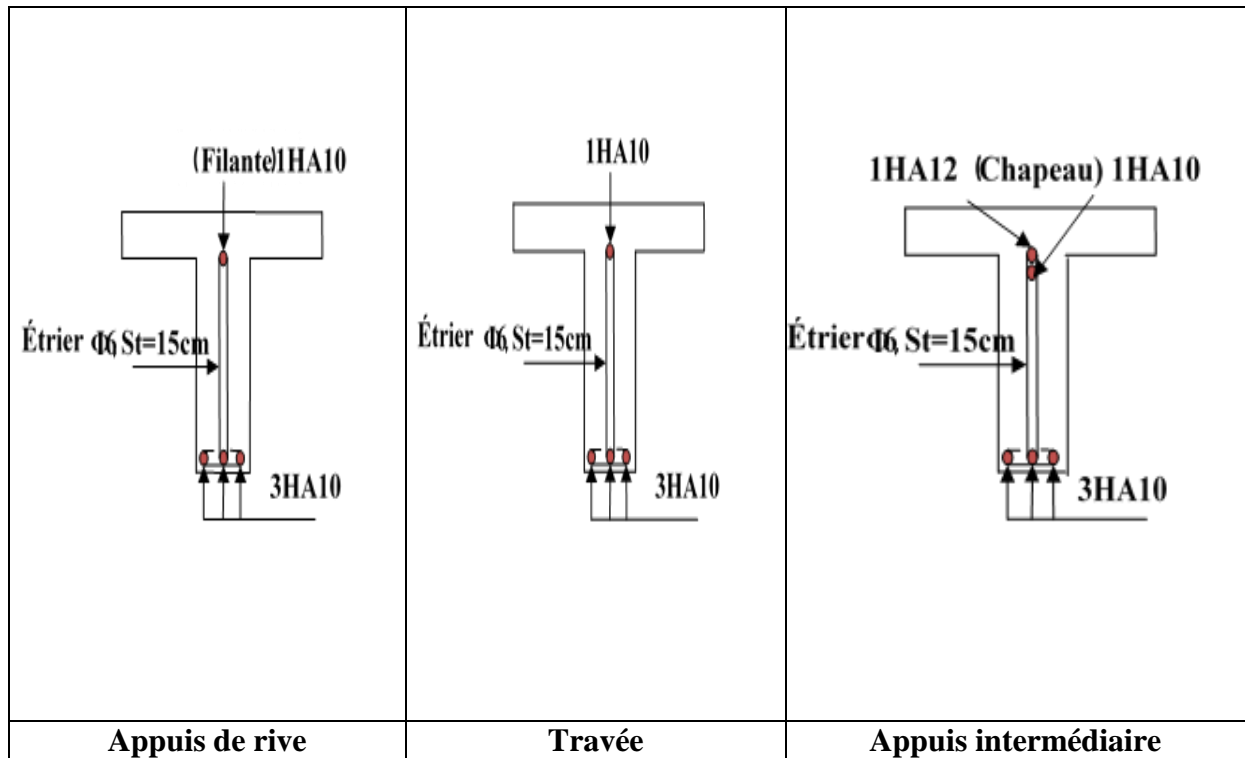 (Filante)1HA10
Étrier Φ6, St=15cm
3HA10
Appuis de rive
1HA10
Étrier Φ6, St=15cm
3HA10
Travée
1HA12 (Chapeau) 1HA10
Étrier Φ6, St=15cm
3HA10
Appuis intermédiaire